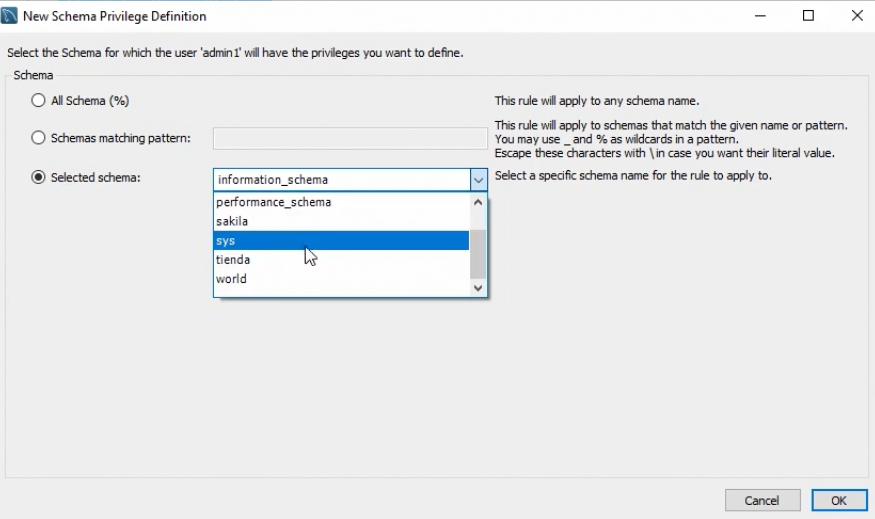 New Schema Privilege Definition
Select the Schema for which the user 'admin1' will have the privileges you want to define.
Schema
All Schema (%)
This rule will apply to any schema name.
Schemas matching pattern:
This rule will apply to schemas that match the given name or pattern.
You may use _ and % as wildcards in a pattern.
Escape these characters with \ in case you want their literal value.
Selected schema:
information_schema
Select a specific schema name for the rule to apply to.
performance_schema
sakila
sys
tienda
world
Cancel
OK